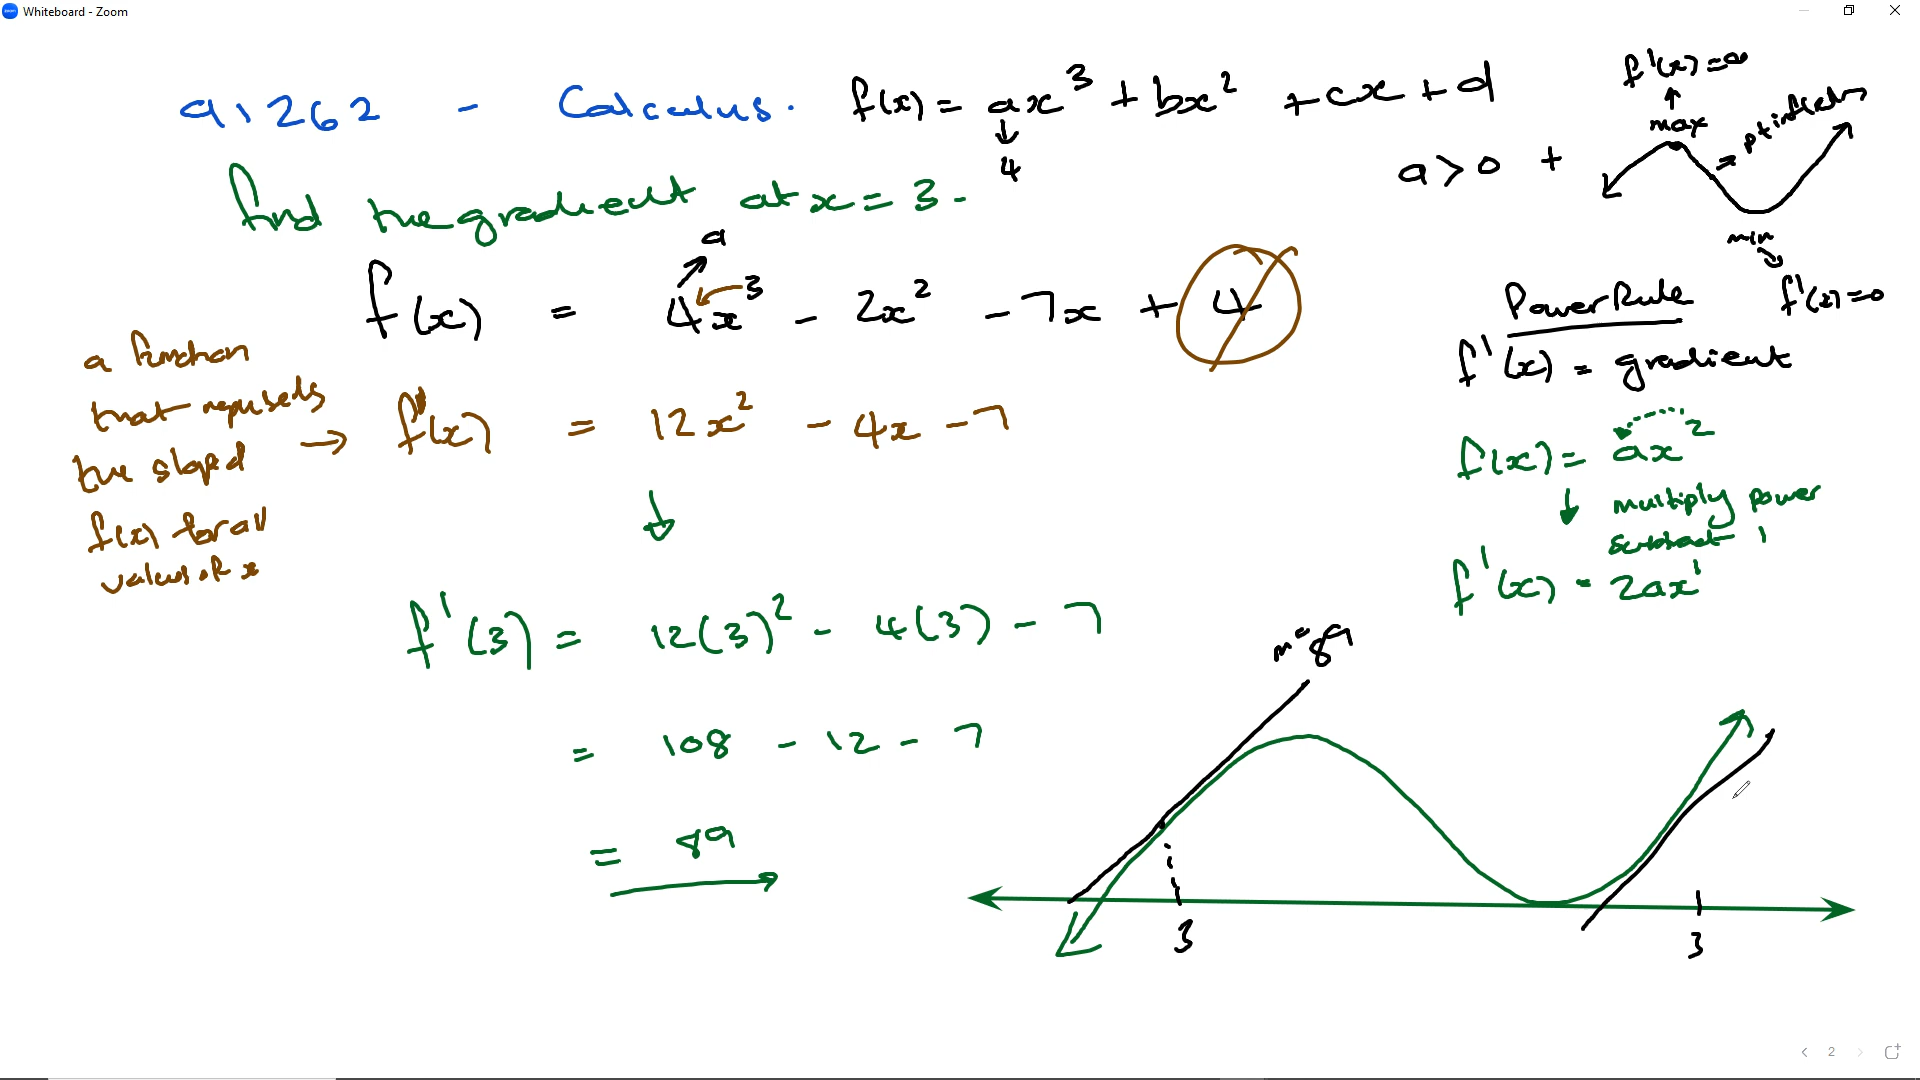 Whiteboard - Zoom
91262 - Calculus. f(x) = ax³ + bx² + cx + d
↓
4
f'(x)=0
max
pt inflection
a > 0 +
min
f'(x)=0
find the gradient at x = 3.
a
f(x) = 4x³ - 2x² - 7x + 4
Power Rule
f'(x) = gradient
a function
that represents
the slope of
f(x) for all
values of x
→ f'(x) = 12x² - 4x - 7
f(x) = ax²
↓ multiply power
subtract 1
f'(x) = 2ax¹
↓
f'(3) = 12(3)² - 4(3) - 7
= 108 - 12 - 7
= 89
m=89
3
3
2